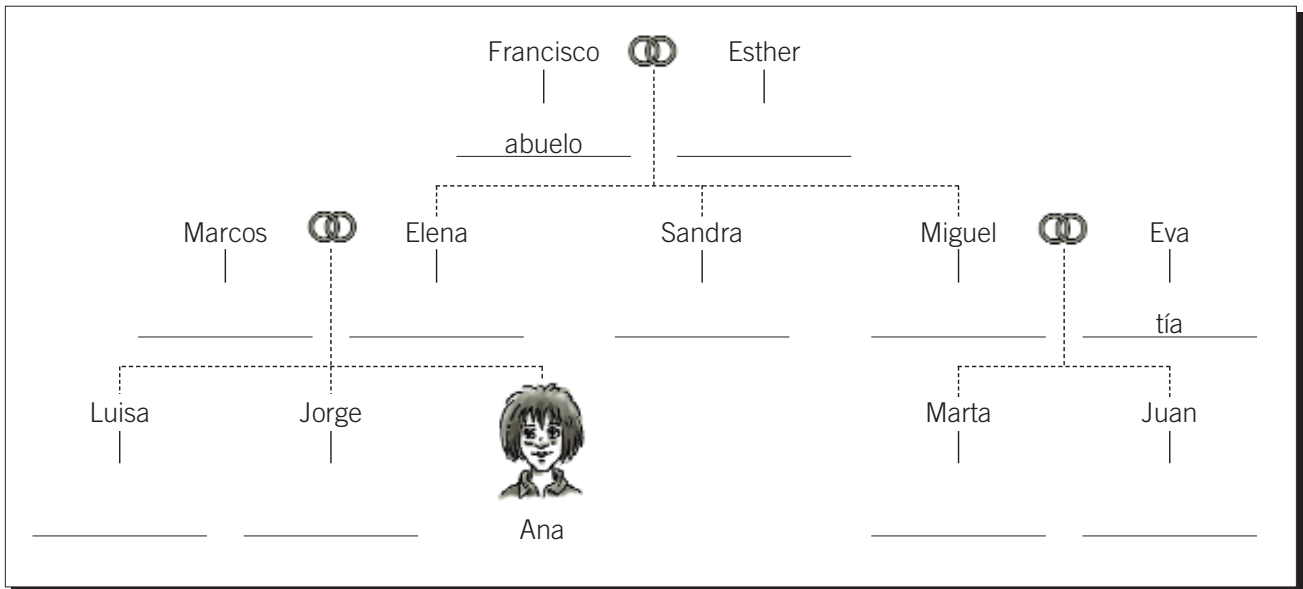 Francisco Esther
abuelo
Marcos Elena Sandra Miguel Eva
tía
Luisa Jorge Marta Juan
Ana